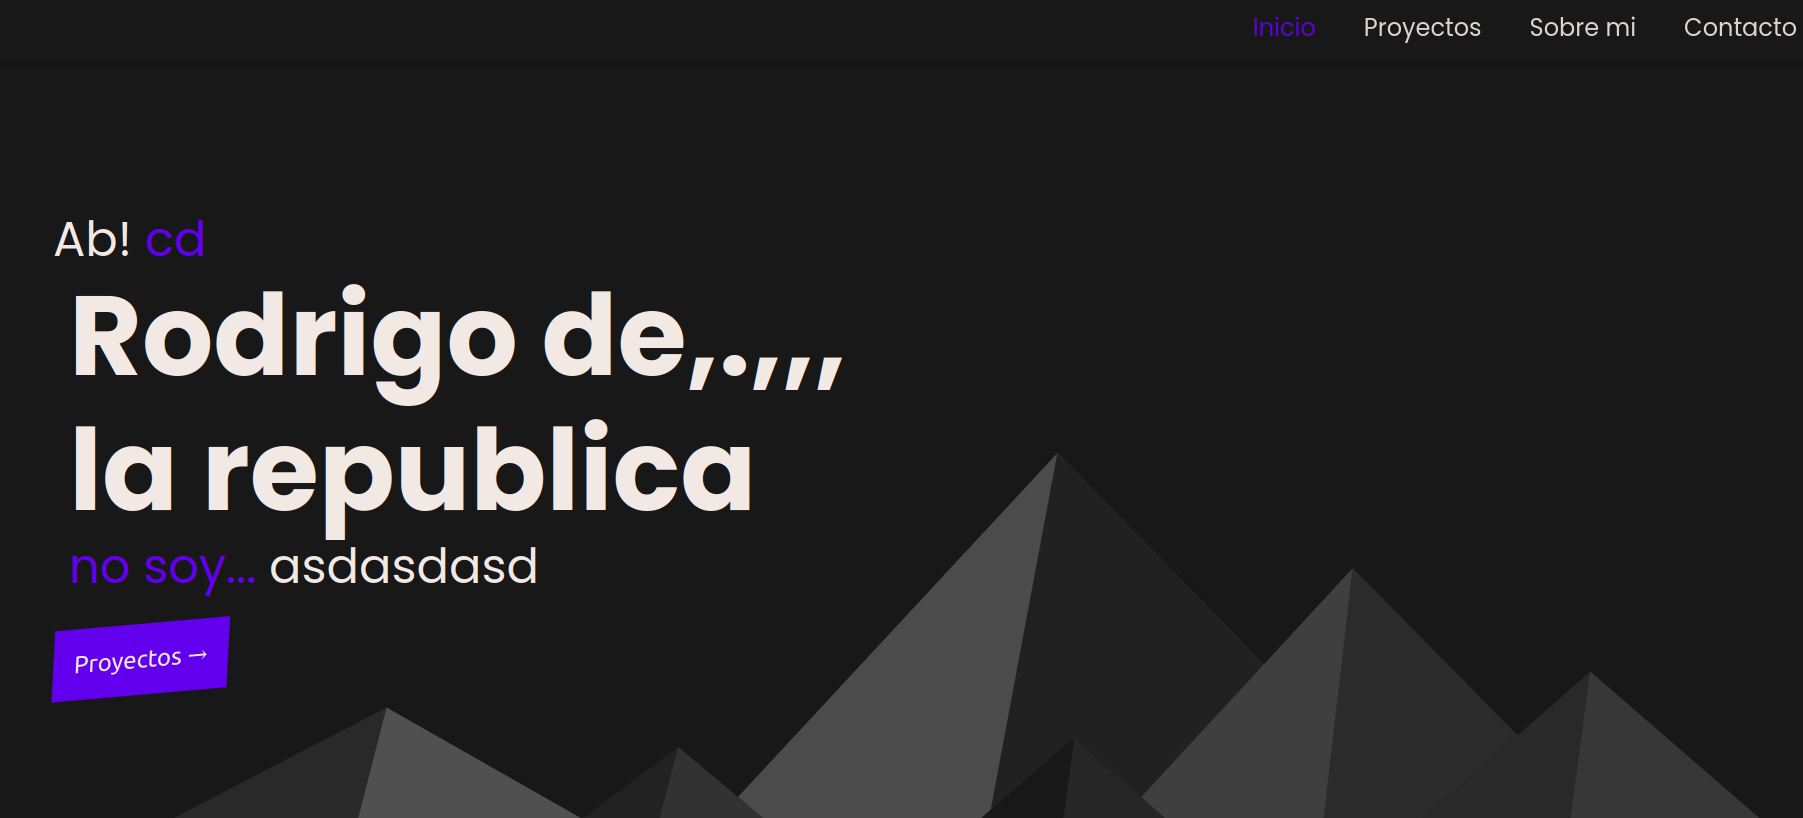 Inicio Proyectos Sobre mi Contacto
Ab! cd
Rodrigo de,.,,,
la republica
no soy... asdasdasd
Proyectos →